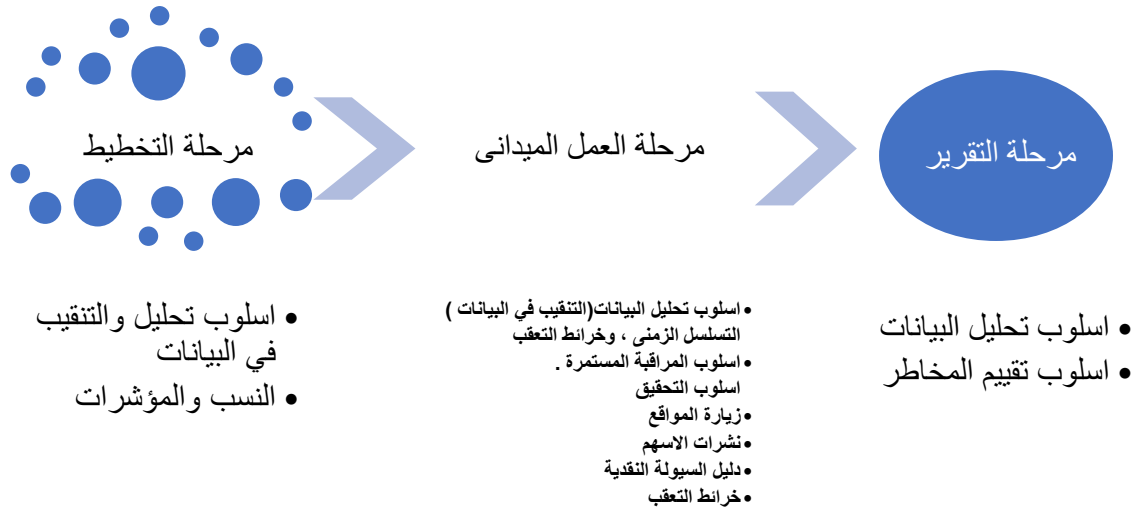 مرحلة التخطيط
مرحلة العمل الميدانى
مرحلة التقرير
• اسلوب تحليل والتنقيب
في البيانات
• النسب والمؤشرات
• اسلوب تحليل البيانات(التنقيب في البيانات )
التسلسل الزمنى ، وخرائط التعقب
• اسلوب المراقبة المستمرة .
اسلوب التحقيق
• زيارة المواقع
• نشرات الاسهم
• دليل السيولة النقدية
• خرائط التعقب
• اسلوب تحليل البيانات
• اسلوب تقييم المخاطر